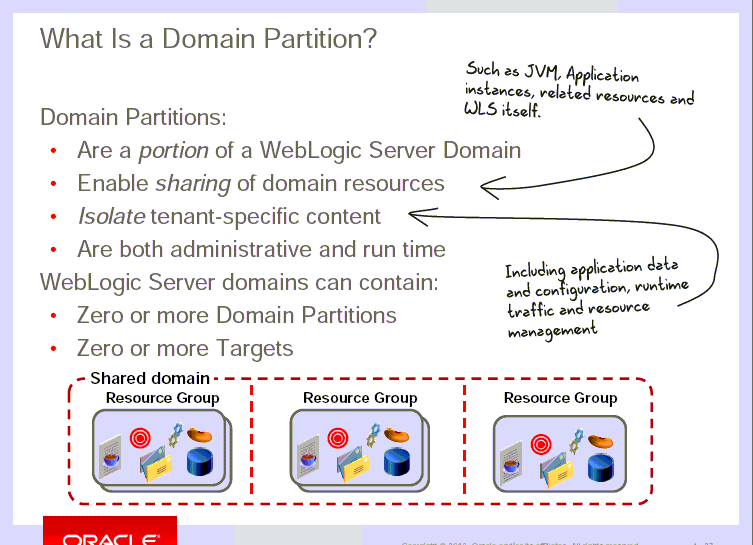 What Is a Domain Partition?
Such as JVM, Application
instances, related resources and
WLS itself.
Domain Partitions:
• Are a portion of a WebLogic Server Domain
• Enable sharing of domain resources
• Isolate tenant-specific content
• Are both administrative and run time
Including application data
and configuration, runtime
traffic and resource
management
WebLogic Server domains can contain:
• Zero or more Domain Partitions
• Zero or more Targets
Shared domain
Resource Group
Resource Group
Resource Group
ORACLE